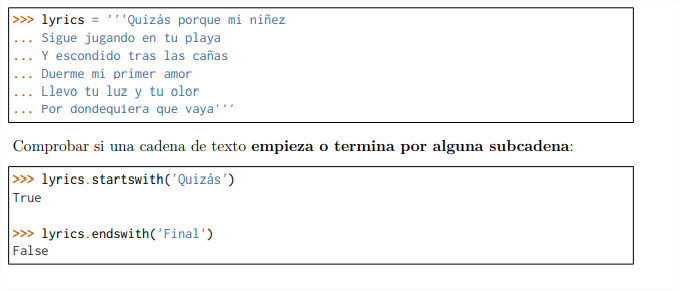 >>> lyrics = '''Quizás porque mi niñez
... Sigue jugando en tu playa
... Y escondido tras las cañas
... Duerme mi primer amor
... Llevo tu luz y tu olor
... Por dondequiera que vaya'''
Comprobar si una cadena de texto empieza o termina por alguna subcadena:
>>> lyrics.startswith('Quizás')
True
>>> lyrics.endswith('Final')
False